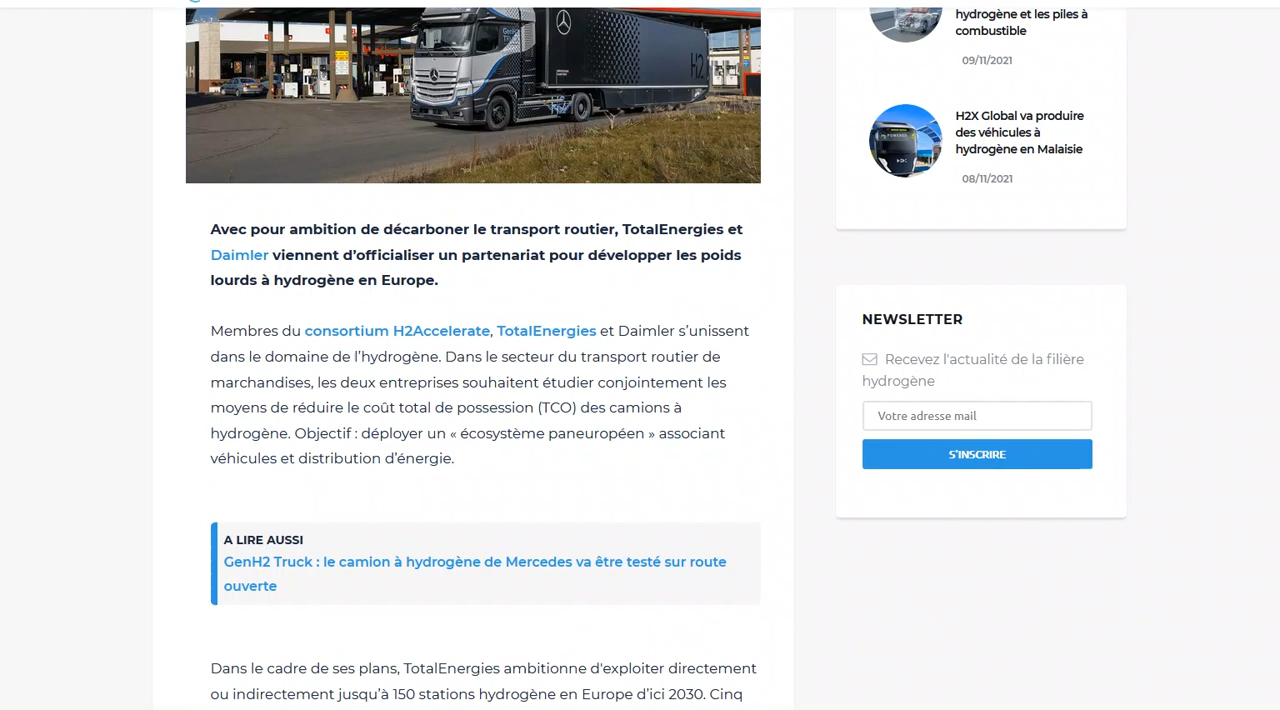 H2
Avec pour ambition de décarboner le transport routier, TotalEnergies et
Daimler viennent d’officialiser un partenariat pour développer les poids
lourds à hydrogène en Europe.
Membres du consortium H2Accelerate, TotalEnergies et Daimler s’unissent
dans le domaine de l’hydrogène. Dans le secteur du transport routier de
marchandises, les deux entreprises souhaitent étudier conjointement les
moyens de réduire le coût total de possession (TCO) des camions à
hydrogène. Objectif : déployer un « écosystème paneuropéen » associant
véhicules et distribution d’énergie.
A LIRE AUSSI
GenH2 Truck : le camion à hydrogène de Mercedes va être testé sur route
ouverte
Dans le cadre de ses plans, TotalEnergies ambitionne d'exploiter directement
ou indirectement jusqu’à 150 stations hydrogène en Europe d’ici 2030. Cinq
hydrogène et les piles à
combustible
09/11/2021
H2X Global va produire
des véhicules à
hydrogène en Malaisie
08/11/2021
NEWSLETTER
Recevez l'actualité de la filière
hydrogène
Votre adresse mail
S'INSCRIRE